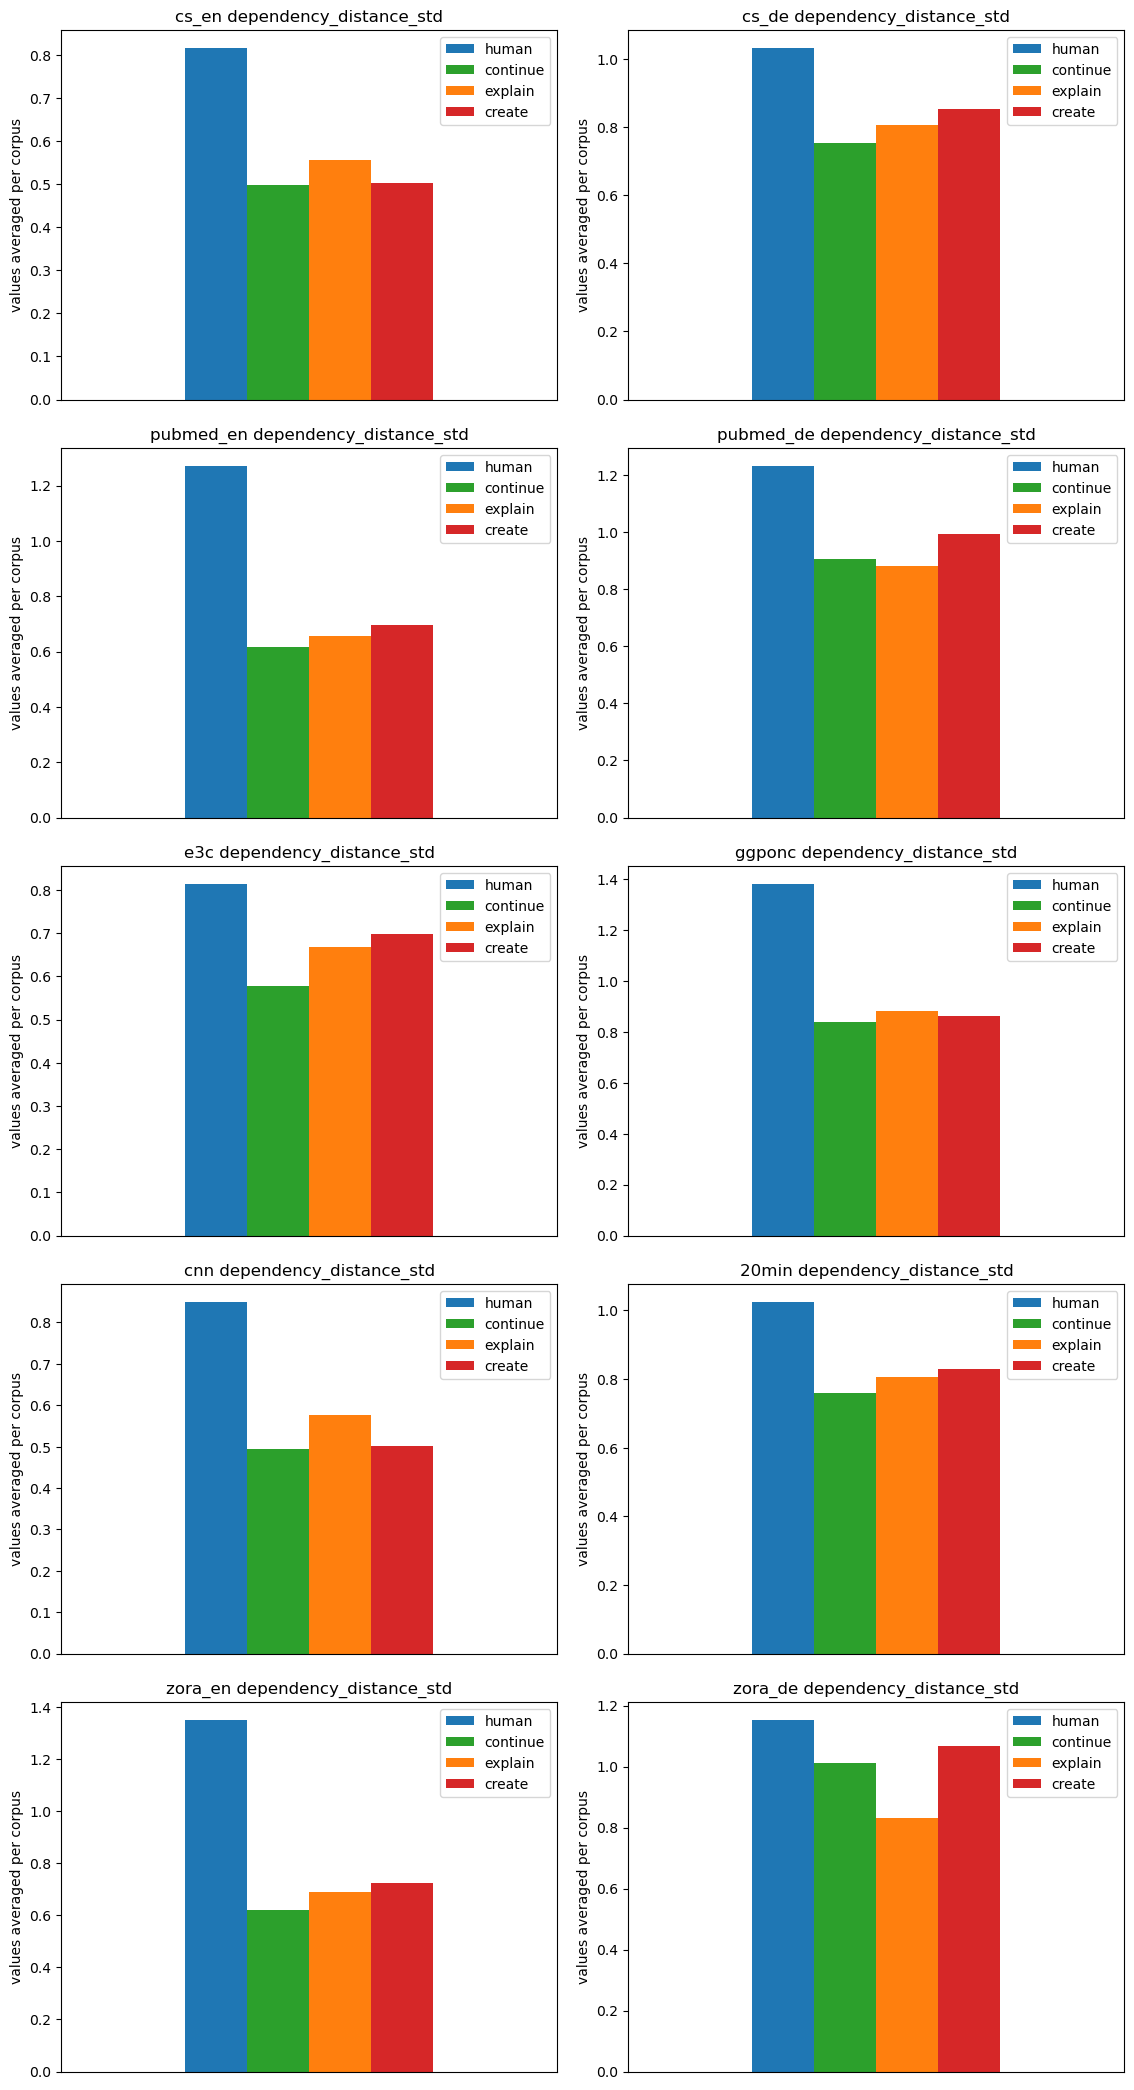 cs_en dependency_distance_std
values averaged per corpus
0.8
0.7
0.6
0.5
0.4
0.3
0.2
0.1
0.0
human
continue
explain
create
cs_de dependency_distance_std
values averaged per corpus
1.0
0.8
0.6
0.4
0.2
0.0
human
continue
explain
create
pubmed_en dependency_distance_std
values averaged per corpus
1.2
1.0
0.8
0.6
0.4
0.2
0.0
human
continue
explain
create
pubmed_de dependency_distance_std
values averaged per corpus
1.2
1.0
0.8
0.6
0.4
0.2
0.0
human
continue
explain
create
e3c dependency_distance_std
values averaged per corpus
0.8
0.7
0.6
0.5
0.4
0.3
0.2
0.1
0.0
human
continue
explain
create
ggponc dependency_distance_std
values averaged per corpus
1.4
1.2
1.0
0.8
0.6
0.4
0.2
0.0
human
continue
explain
create
cnn dependency_distance_std
values averaged per corpus
0.8
0.7
0.6
0.5
0.4
0.3
0.2
0.1
0.0
human
continue
explain
create
20min dependency_distance_std
values averaged per corpus
1.0
0.8
0.6
0.4
0.2
0.0
human
continue
explain
create
zora_en dependency_distance_std
values averaged per corpus
1.4
1.2
1.0
0.8
0.6
0.4
0.2
0.0
human
continue
explain
create
zora_de dependency_distance_std
values averaged per corpus
1.2
1.0
0.8
0.6
0.4
0.2
0.0
human
continue
explain
create